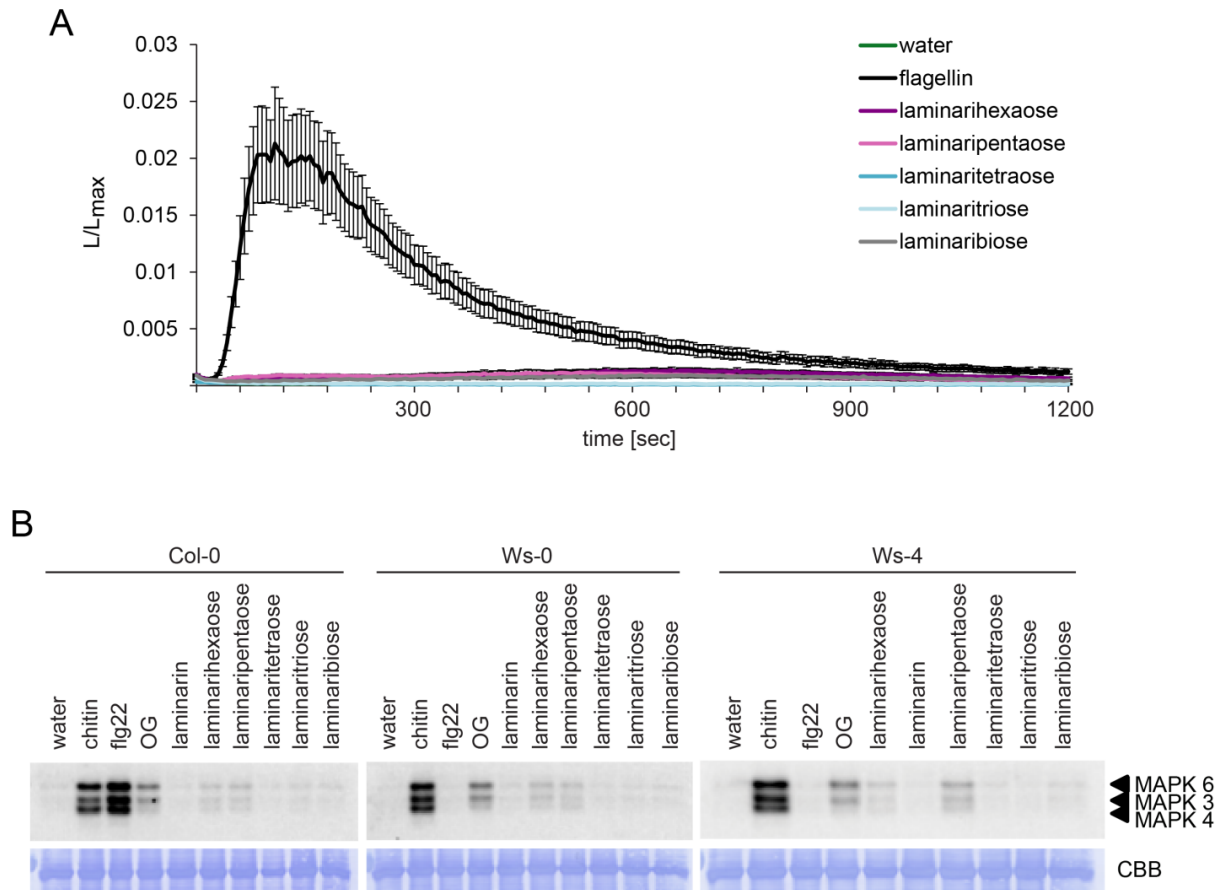 A
0.03
0.025
0.02
0.015
0.01
0.005
L/Lmax
300
600
900
1200
time [sec]
water
flagellin
laminarihexaose
laminaripentaose
laminaritetraose
laminaritriose
laminaribiose
B
Col-0
water
chitin
flg22
OG
laminarin
laminarihexaose
laminaripentaose
laminaritetraose
laminaritriose
laminaribiose
Ws-0
water
chitin
flg22
OG
laminarin
laminarihexaose
laminaripentaose
laminaritetraose
laminaritriose
laminaribiose
Ws-4
water
chitin
flg22
OG
laminarihexaose
laminarin
laminaripentaose
laminaritetraose
laminaritriose
laminaribiose
MAPK 6
MAPK 3
MAPK 4
CBB